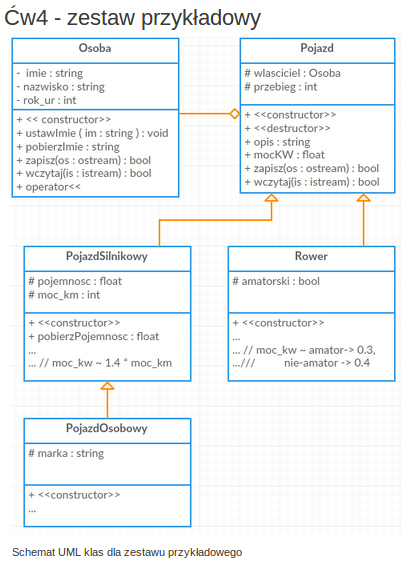 Ćw4 - zestaw przykładowy
Osoba
- imie : string
- nazwisko : string
- rok_ur : int
+ << constructor>>
+ ustawImie ( im : string ) : void
+ pobierzImie : string
+ zapisz(os : ostream) : bool
+ wczytaj(is : istream) : bool
+ operator<<
Pojazd
# wlasciciel : Osoba
# przebieg : int
+ <<constructor>>
+ <<destructor>>
+ opis : string
+ mocKW : float
+ zapisz(os : ostream) : bool
+ wczytaj(is : istream) : bool
PojazdSilnikowy
# pojemnosc : float
# moc_km : int
+ <<constructor>>
+ pobierzPojemnosc : float
...
... // moc_kw ~ 1.4 * moc_km
Rower
# amatorski : bool
+ <<constructor>>
...
... // moc_kw ~ amator-> 0.3,
.../// nie-amator -> 0.4
PojazdOsobowy
# marka : string
+ <<constructor>>
...
Schemat UML klas dla zestawu przykładowego